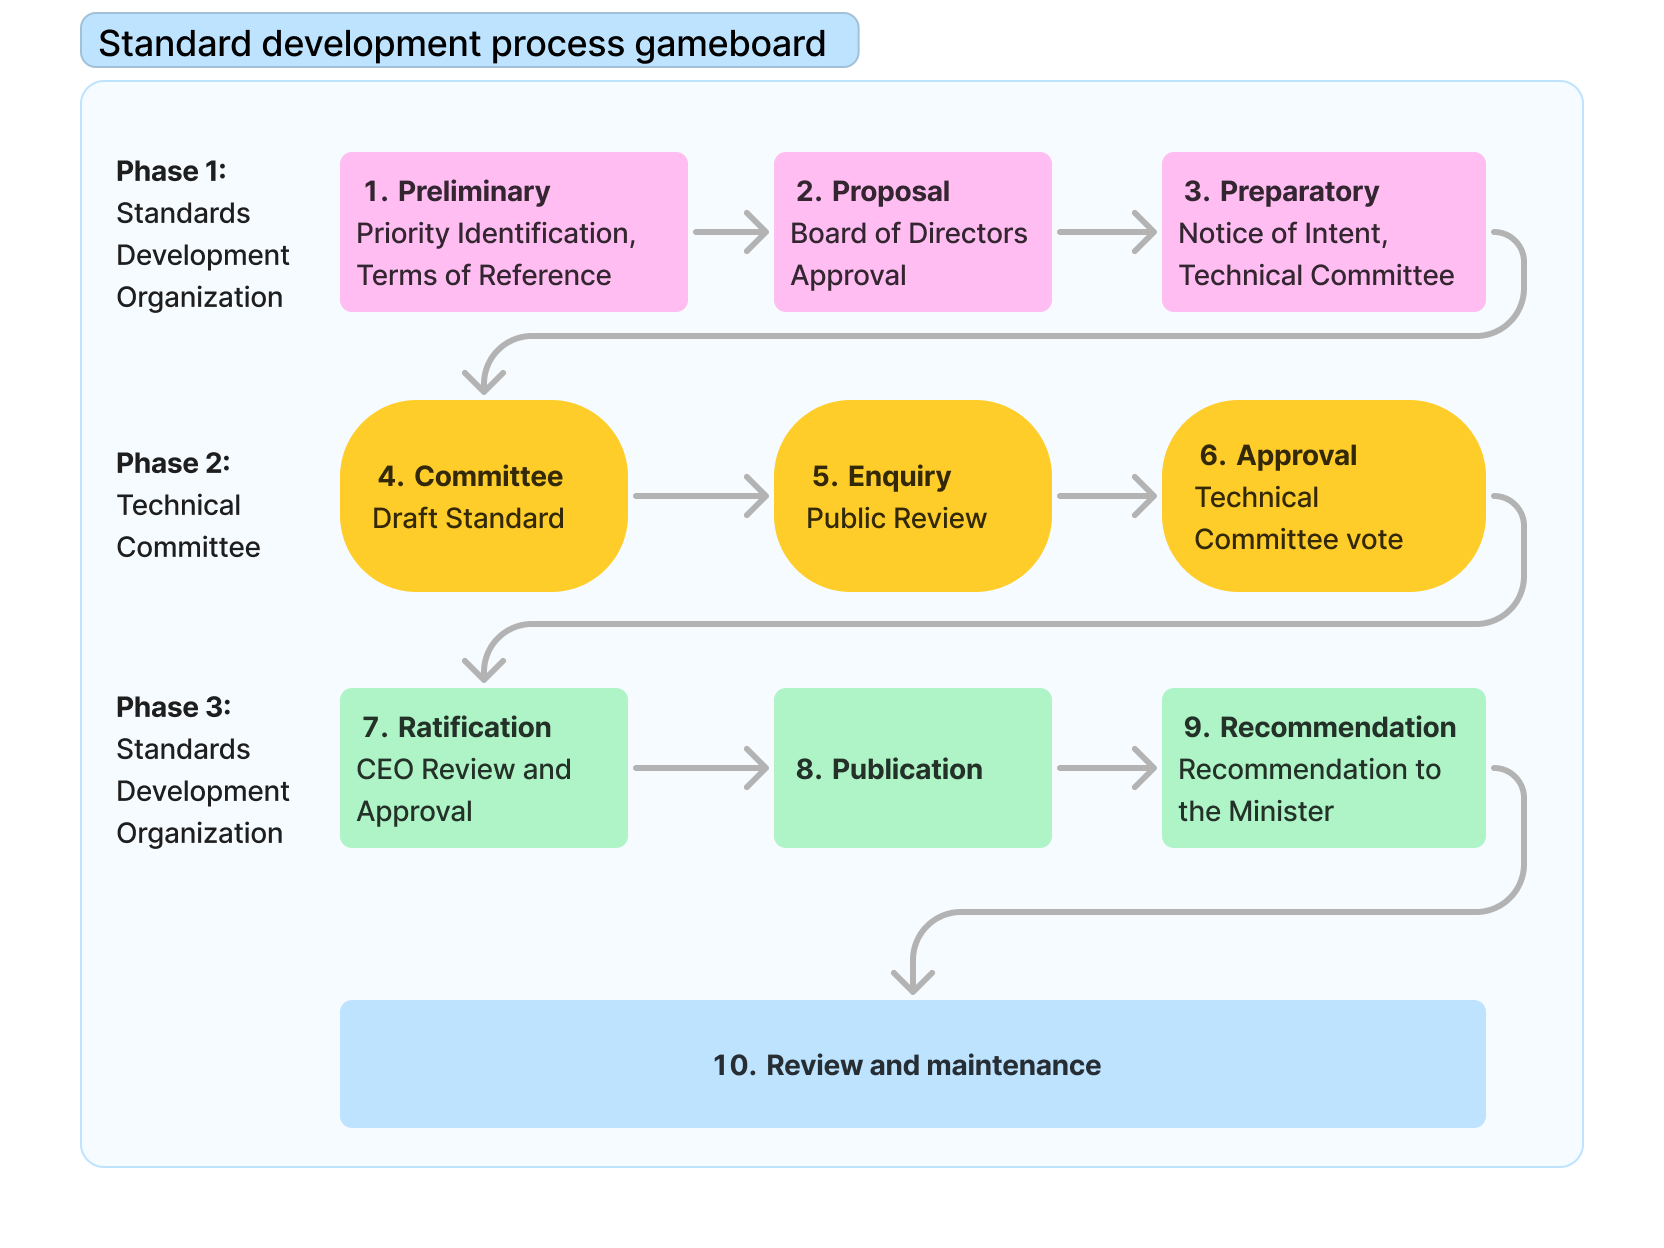 Standard development process gameboard
Phase 1:
Standards
Development
Organization
1. Preliminary
Priority Identification,
Terms of Reference
2. Proposal
Board of Directors
Approval
3. Preparatory
Notice of Intent,
Technical Committee
Phase 2:
Technical
Committee
4. Committee
Draft Standard
5. Enquiry
Public Review
6. Approval
Technical
Committee vote
Phase 3:
Standards
Development
Organization
7. Ratification
CEO Review and
Approval
8. Publication
9. Recommendation
Recommendation to
the Minister
10. Review and maintenance